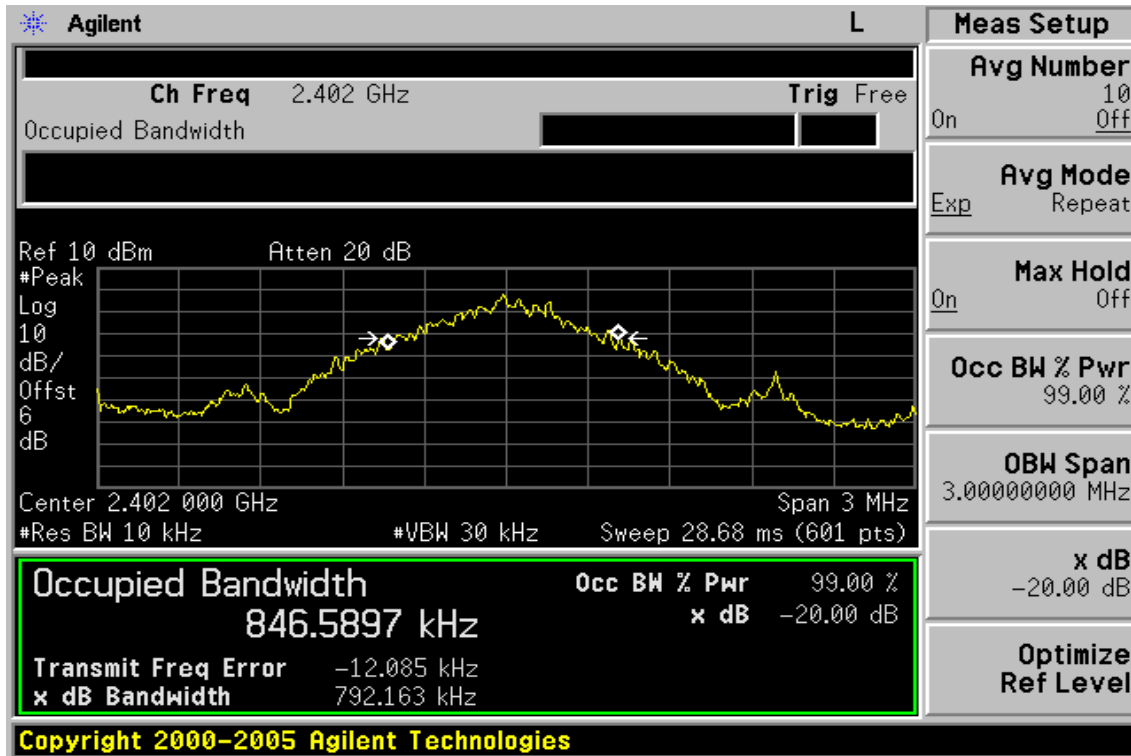 Agilent L
Ch Freq 2.402 GHz Trig Free
Occupied Bandwidth
Ref 10 dBm Atten 20 dB
#Peak
Log
10
dB/
Offst
6
dB
Center 2.402 000 GHz Span 3 MHz
#Res BW 10 kHz #VBW 30 kHz Sweep 28.68 ms (601 pts)
Occupied Bandwidth Occ BW % Pwr 99.00 %
846.5897 kHz x dB -20.00 dB
Transmit Freq Error -12.085 kHz
x dB Bandwidth 792.163 kHz
Copyright 2000-2005 Agilent Technologies
Meas Setup
Avg Number
10
On Off
Avg Mode
Exp Repeat
Max Hold
On Off
Occ BW % Pwr
99.00 %
OBW Span
3.00000000 MHz
x dB
-20.00 dB
Optimize
Ref Level